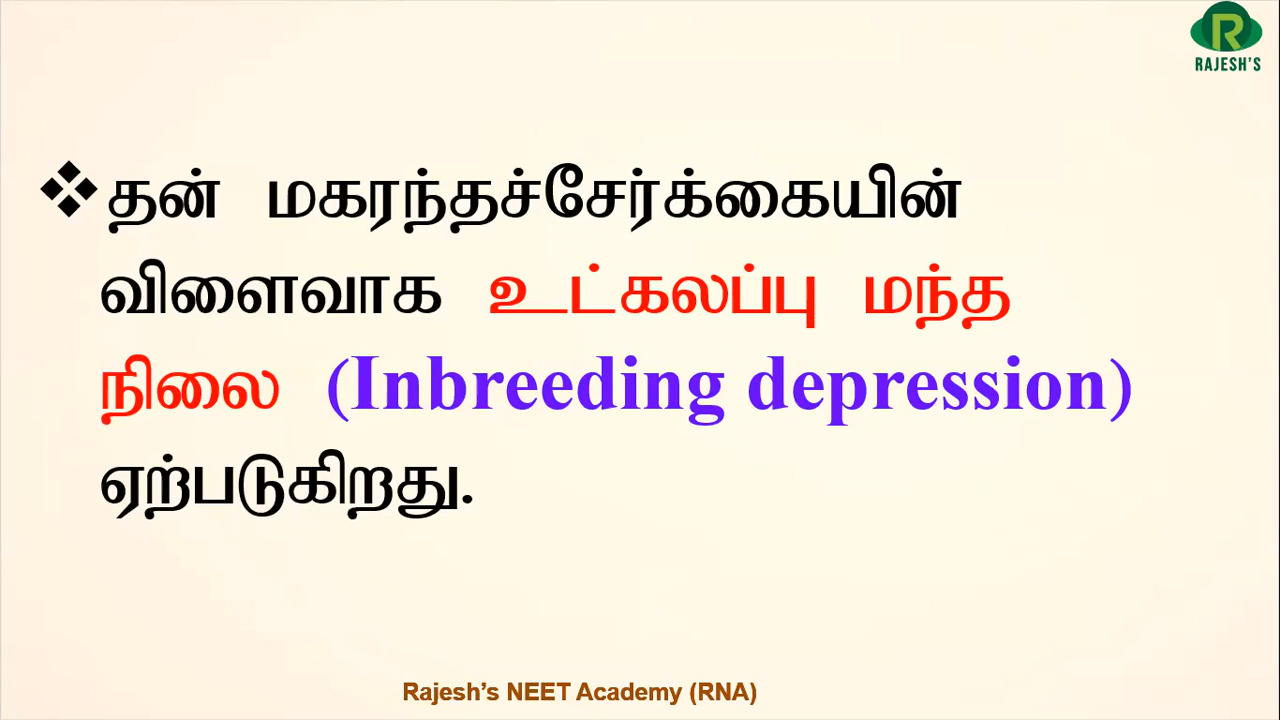 R
RAJESH'S
❖தன் மகரந்தச்சேர்க்கையின்
விளைவாக உட்கலப்பு மந்த
நிலை (Inbreeding depression)
ஏற்படுகிறது.
Rajesh’s NEET Academy (RNA)